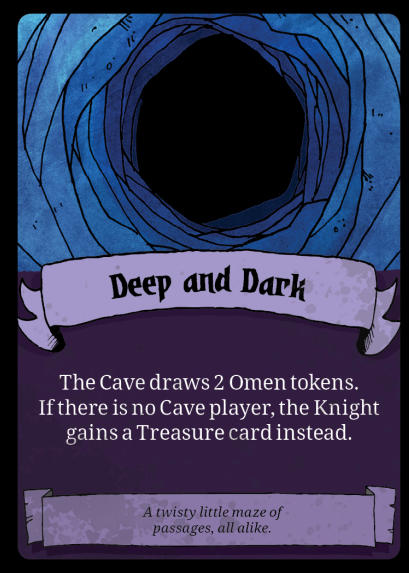 Deep and Dark
The Cave draws 2 Omen tokens.
If there is no Cave player, the Knight
gains a Treasure card instead.
A twisty little maze of
passages, all alike.